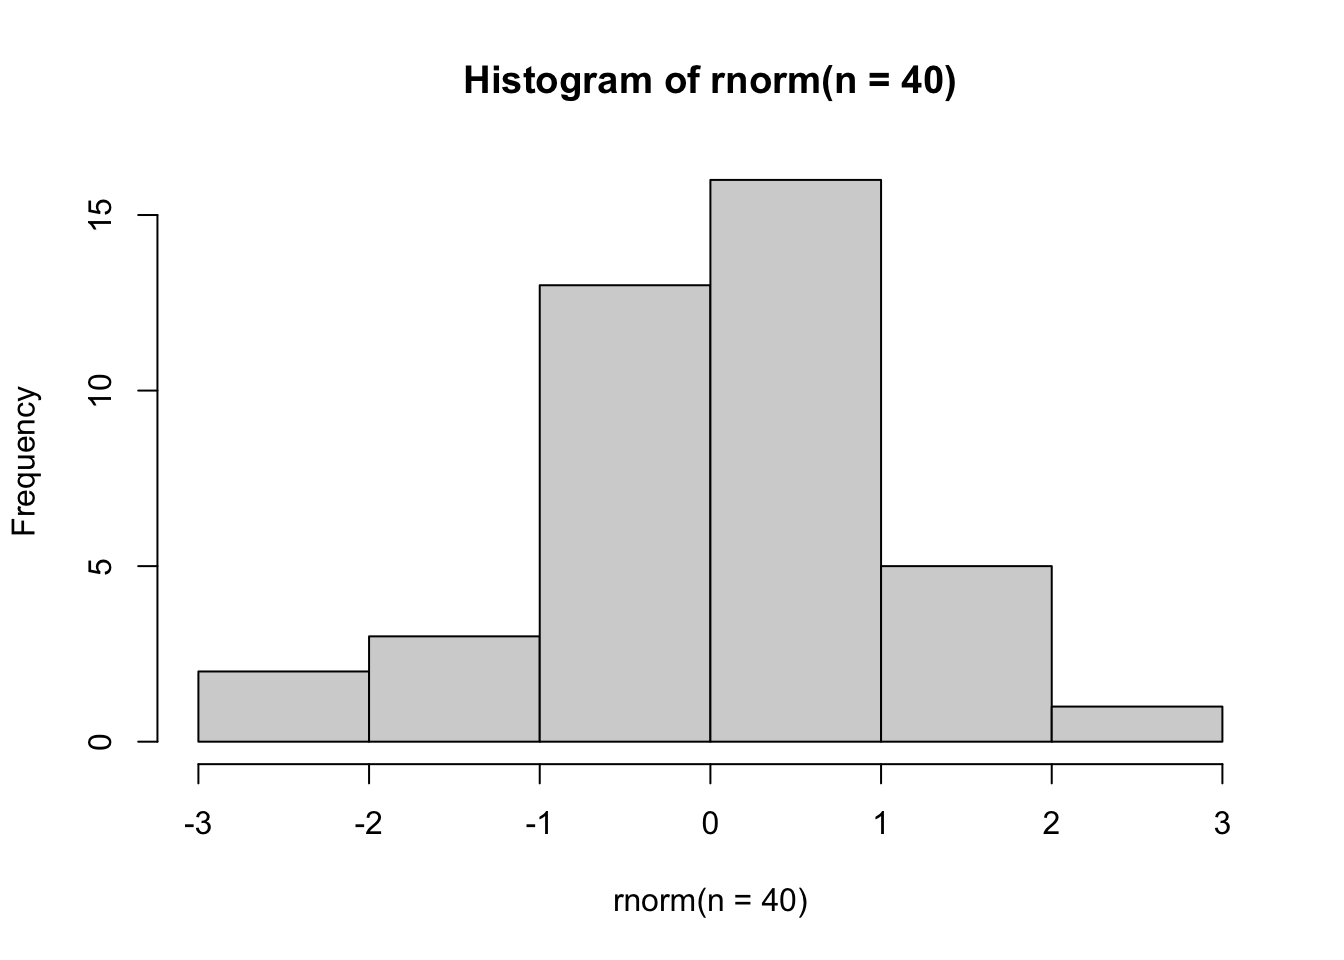 Histogram of rnorm(n = 40)
15
10
5
0
Frequency
-3 -2 -1 0 1 2 3
rnorm(n = 40)